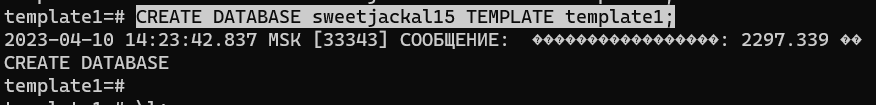 template1=# CREATE DATABASE sweetjackal15 TEMPLATE template1;
2023-04-10 14:23:42.837 MSK [33343] СООБЩЕНИЕ:  ���������������������: 2297.339 ��
CREATE DATABASE
template1=#